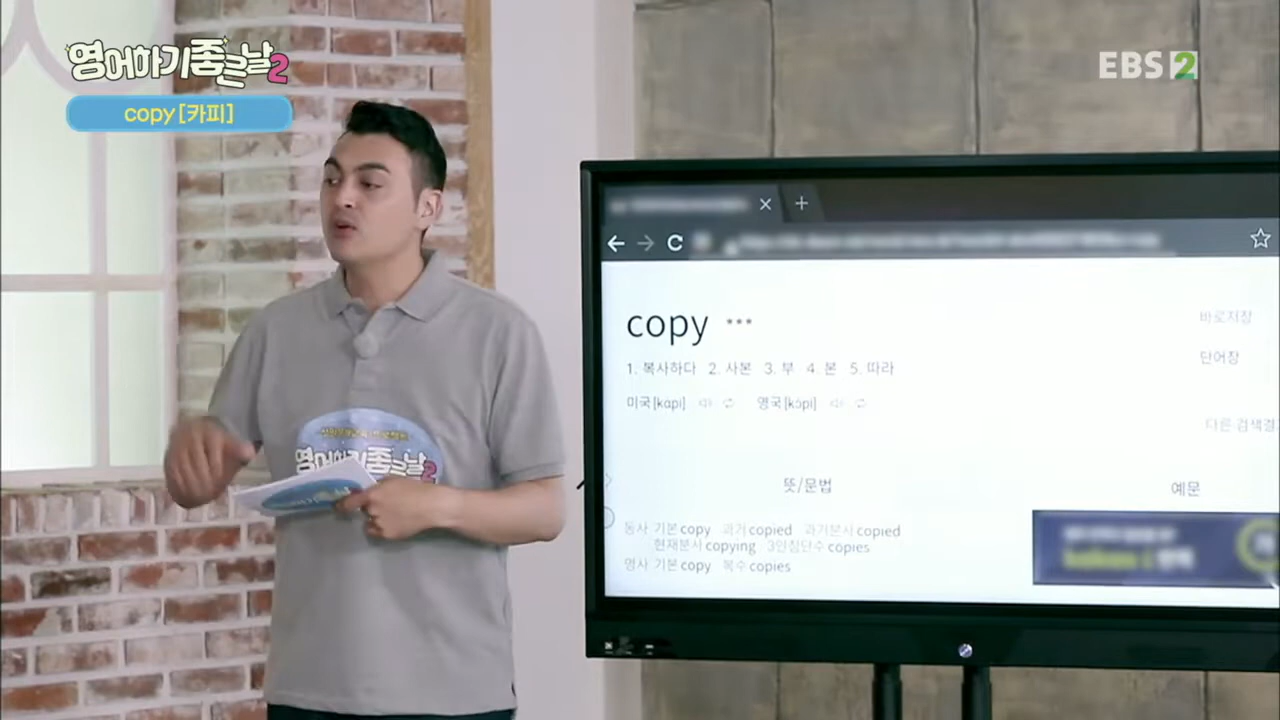 영어하기좋은날2
EBS2
copy [카피]
copy
바로저장
1. 복사하다 2. 사본 3. 부 4. 본 5. 따라
단어장
미국 [kɑpi] 영국 [kɔpi]
다른 검색결
뜻/문법
예문
동사 기본 copy 과거 copied 과거분사 copied
현재분사 copying 3인칭단수 copies
명사 기본 copy 복수 copies
영어하기좋은날2